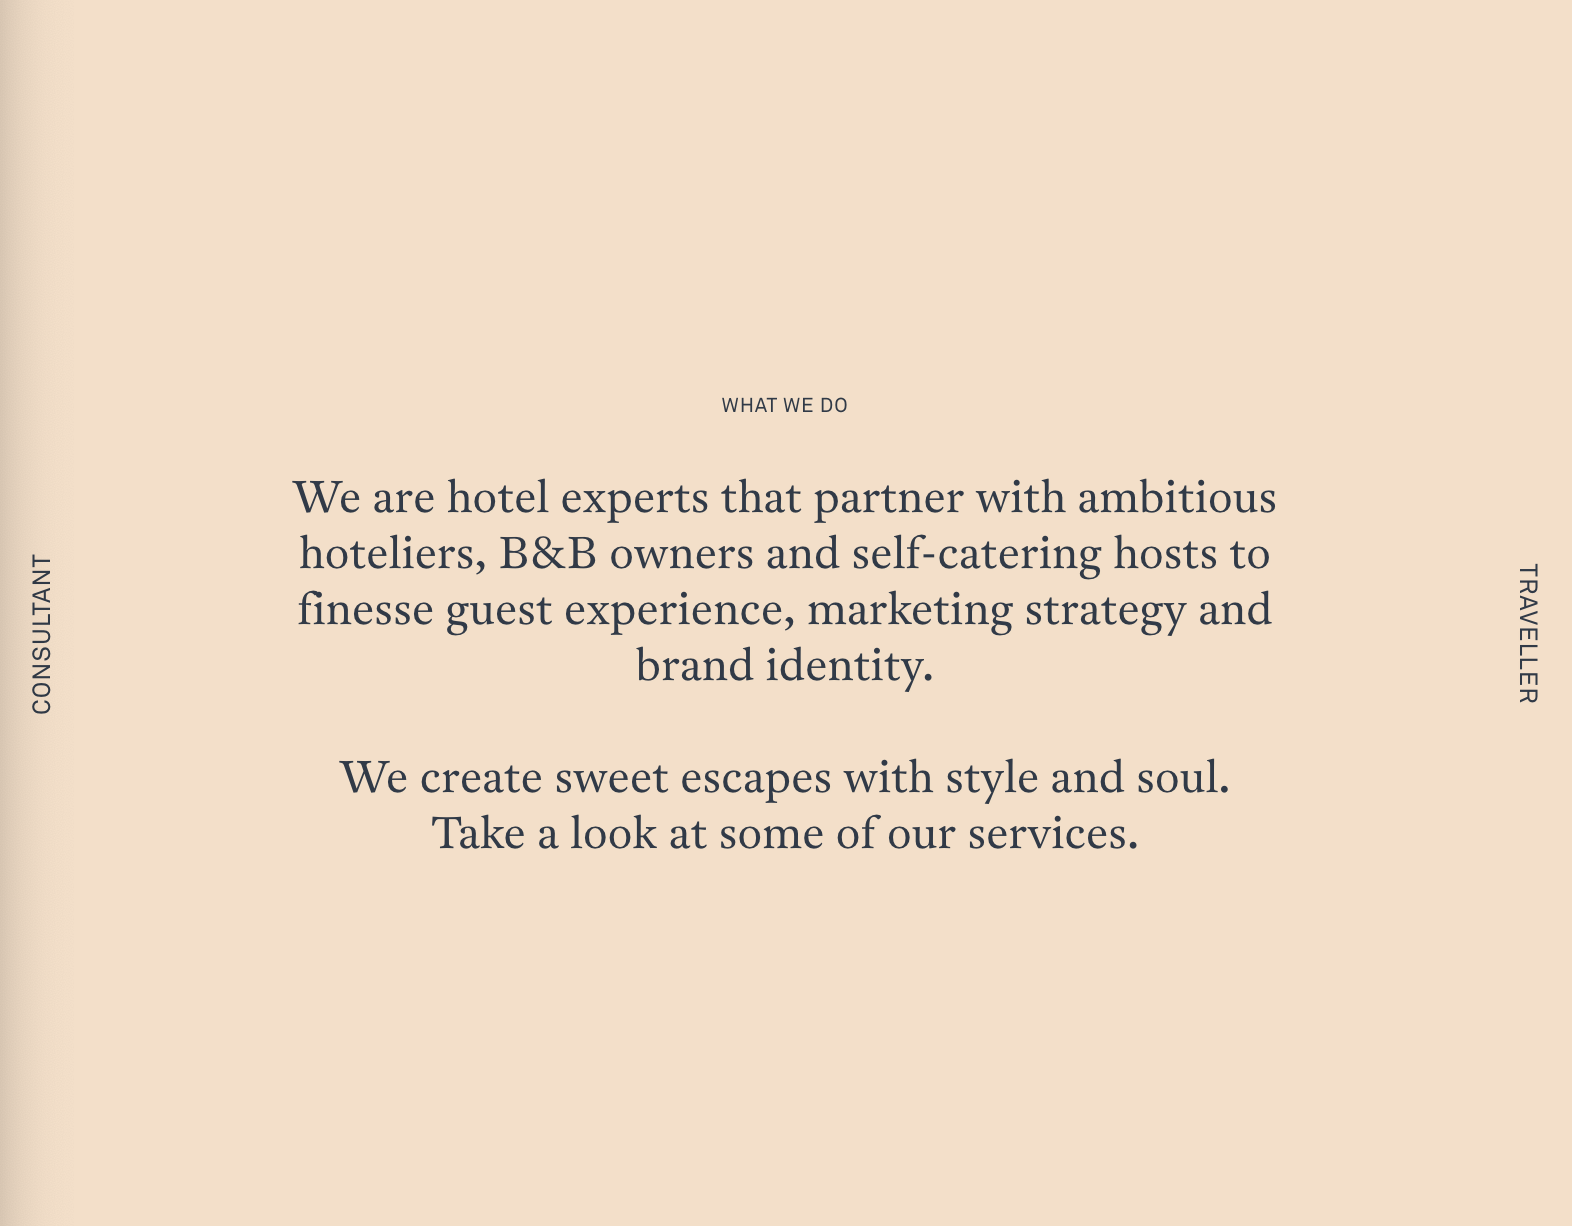 WHAT WE DO
We are hotel experts that partner with ambitious
hoteliers, B&B owners and self-catering hosts to
finesse guest experience, marketing strategy and
brand identity.
We create sweet escapes with style and soul.
Take a look at some of our services.
CONSULTANT
TRAVELLER